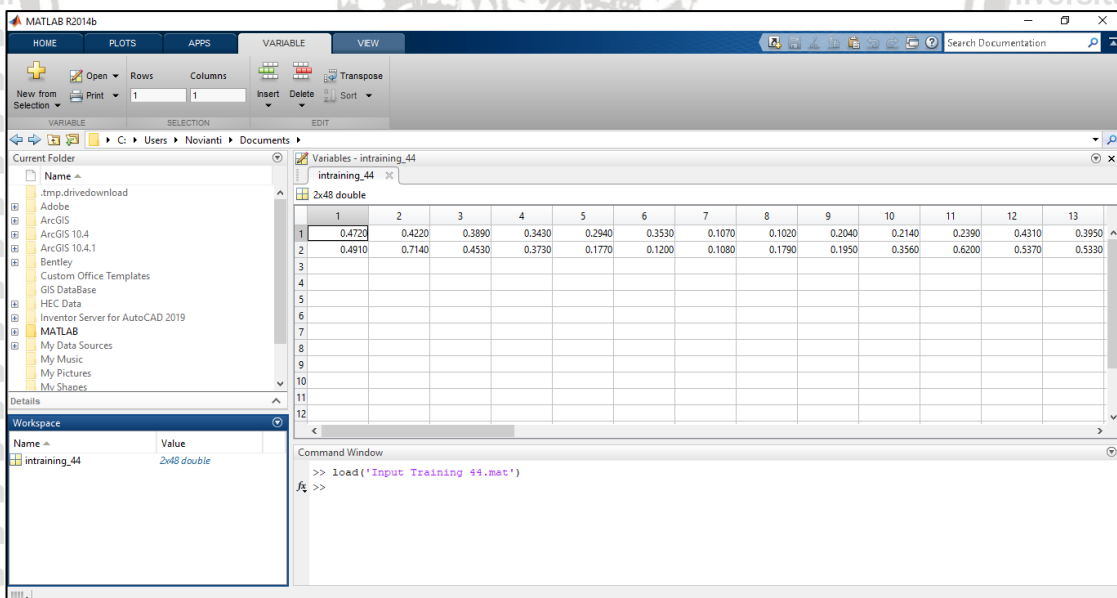 MATLAB R2014b
HOME PLOTS APPS VARIABLE VIEW Search Documentation
New from Selection Open Print Rows 1 Columns 1 Insert Delete Transpose Sort
VARIABLE SELECTION EDIT
C: Users Novianti Documents
Current Folder
Name
.tmp.drivedownload
Adobe
ArcGIS
ArcGIS 10.4
ArcGIS 10.4.1
Bentley
Custom Office Templates
GIS DataBase
HEC Data
Inventor Server for AutoCAD 2019
MATLAB
My Data Sources
My Music
My Pictures
My Shapes
Details
Workspace
Name Value
intraining_44 2x48 double
Variables - intraining_44
intraining_44
2x48 double
1 2 3 4 5 6 7 8 9 10 11 12 13
1 0.4720 0.4220 0.3890 0.3430 0.2940 0.3530 0.1070 0.1020 0.2040 0.2140 0.2390 0.4310 0.3950
2 0.4910 0.7140 0.4530 0.3730 0.1770 0.1200 0.1080 0.1790 0.1950 0.3560 0.6200 0.5370 0.5330
3
4
5
6
7
8
9
10
11
12
Command Window
>> load('Input Training 44.mat')
fx >>